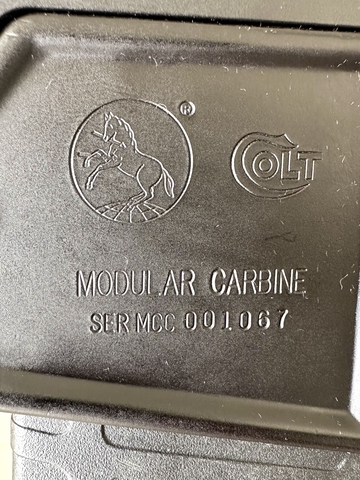 ®
COLT
MODULAR CARBINE
SER MCC 001067